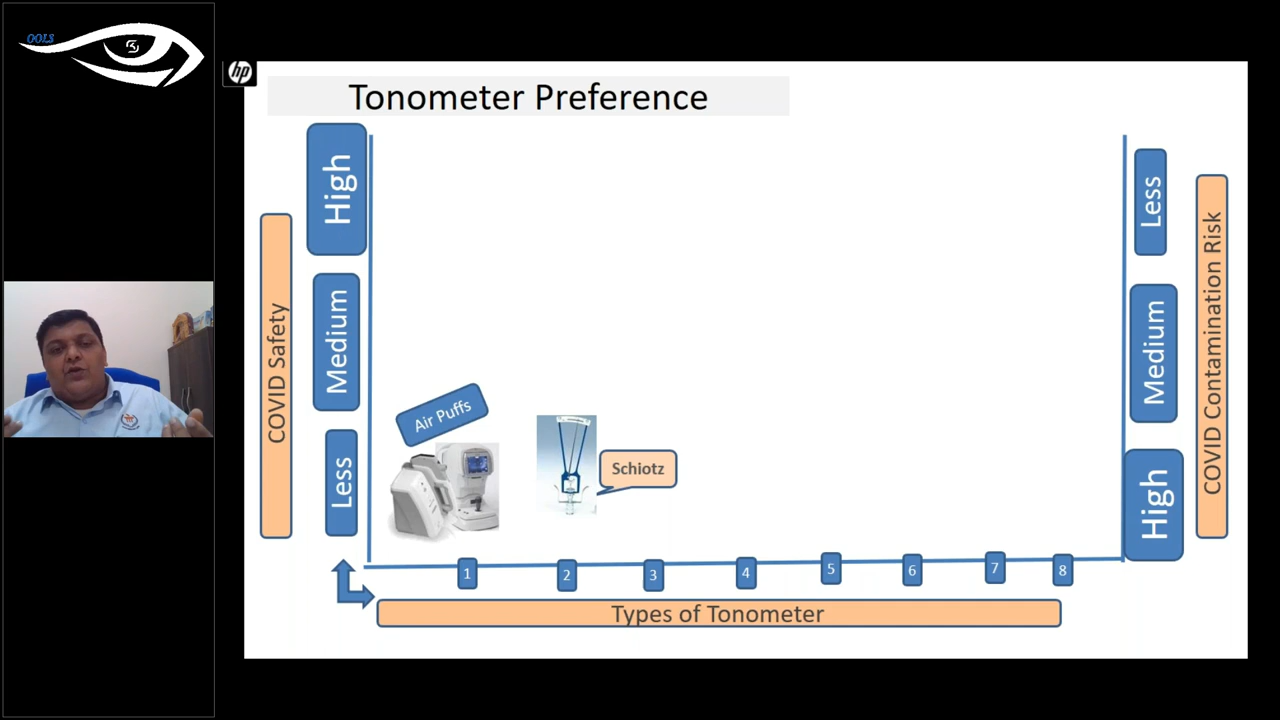 OOLS
hp
Tonometer Preference
High
Medium
Less
COVID Safety
Air Puffs
Schiotz
Less
Medium
High
COVID Contamination Risk
1 2 3 4 5 6 7 8
Types of Tonometer